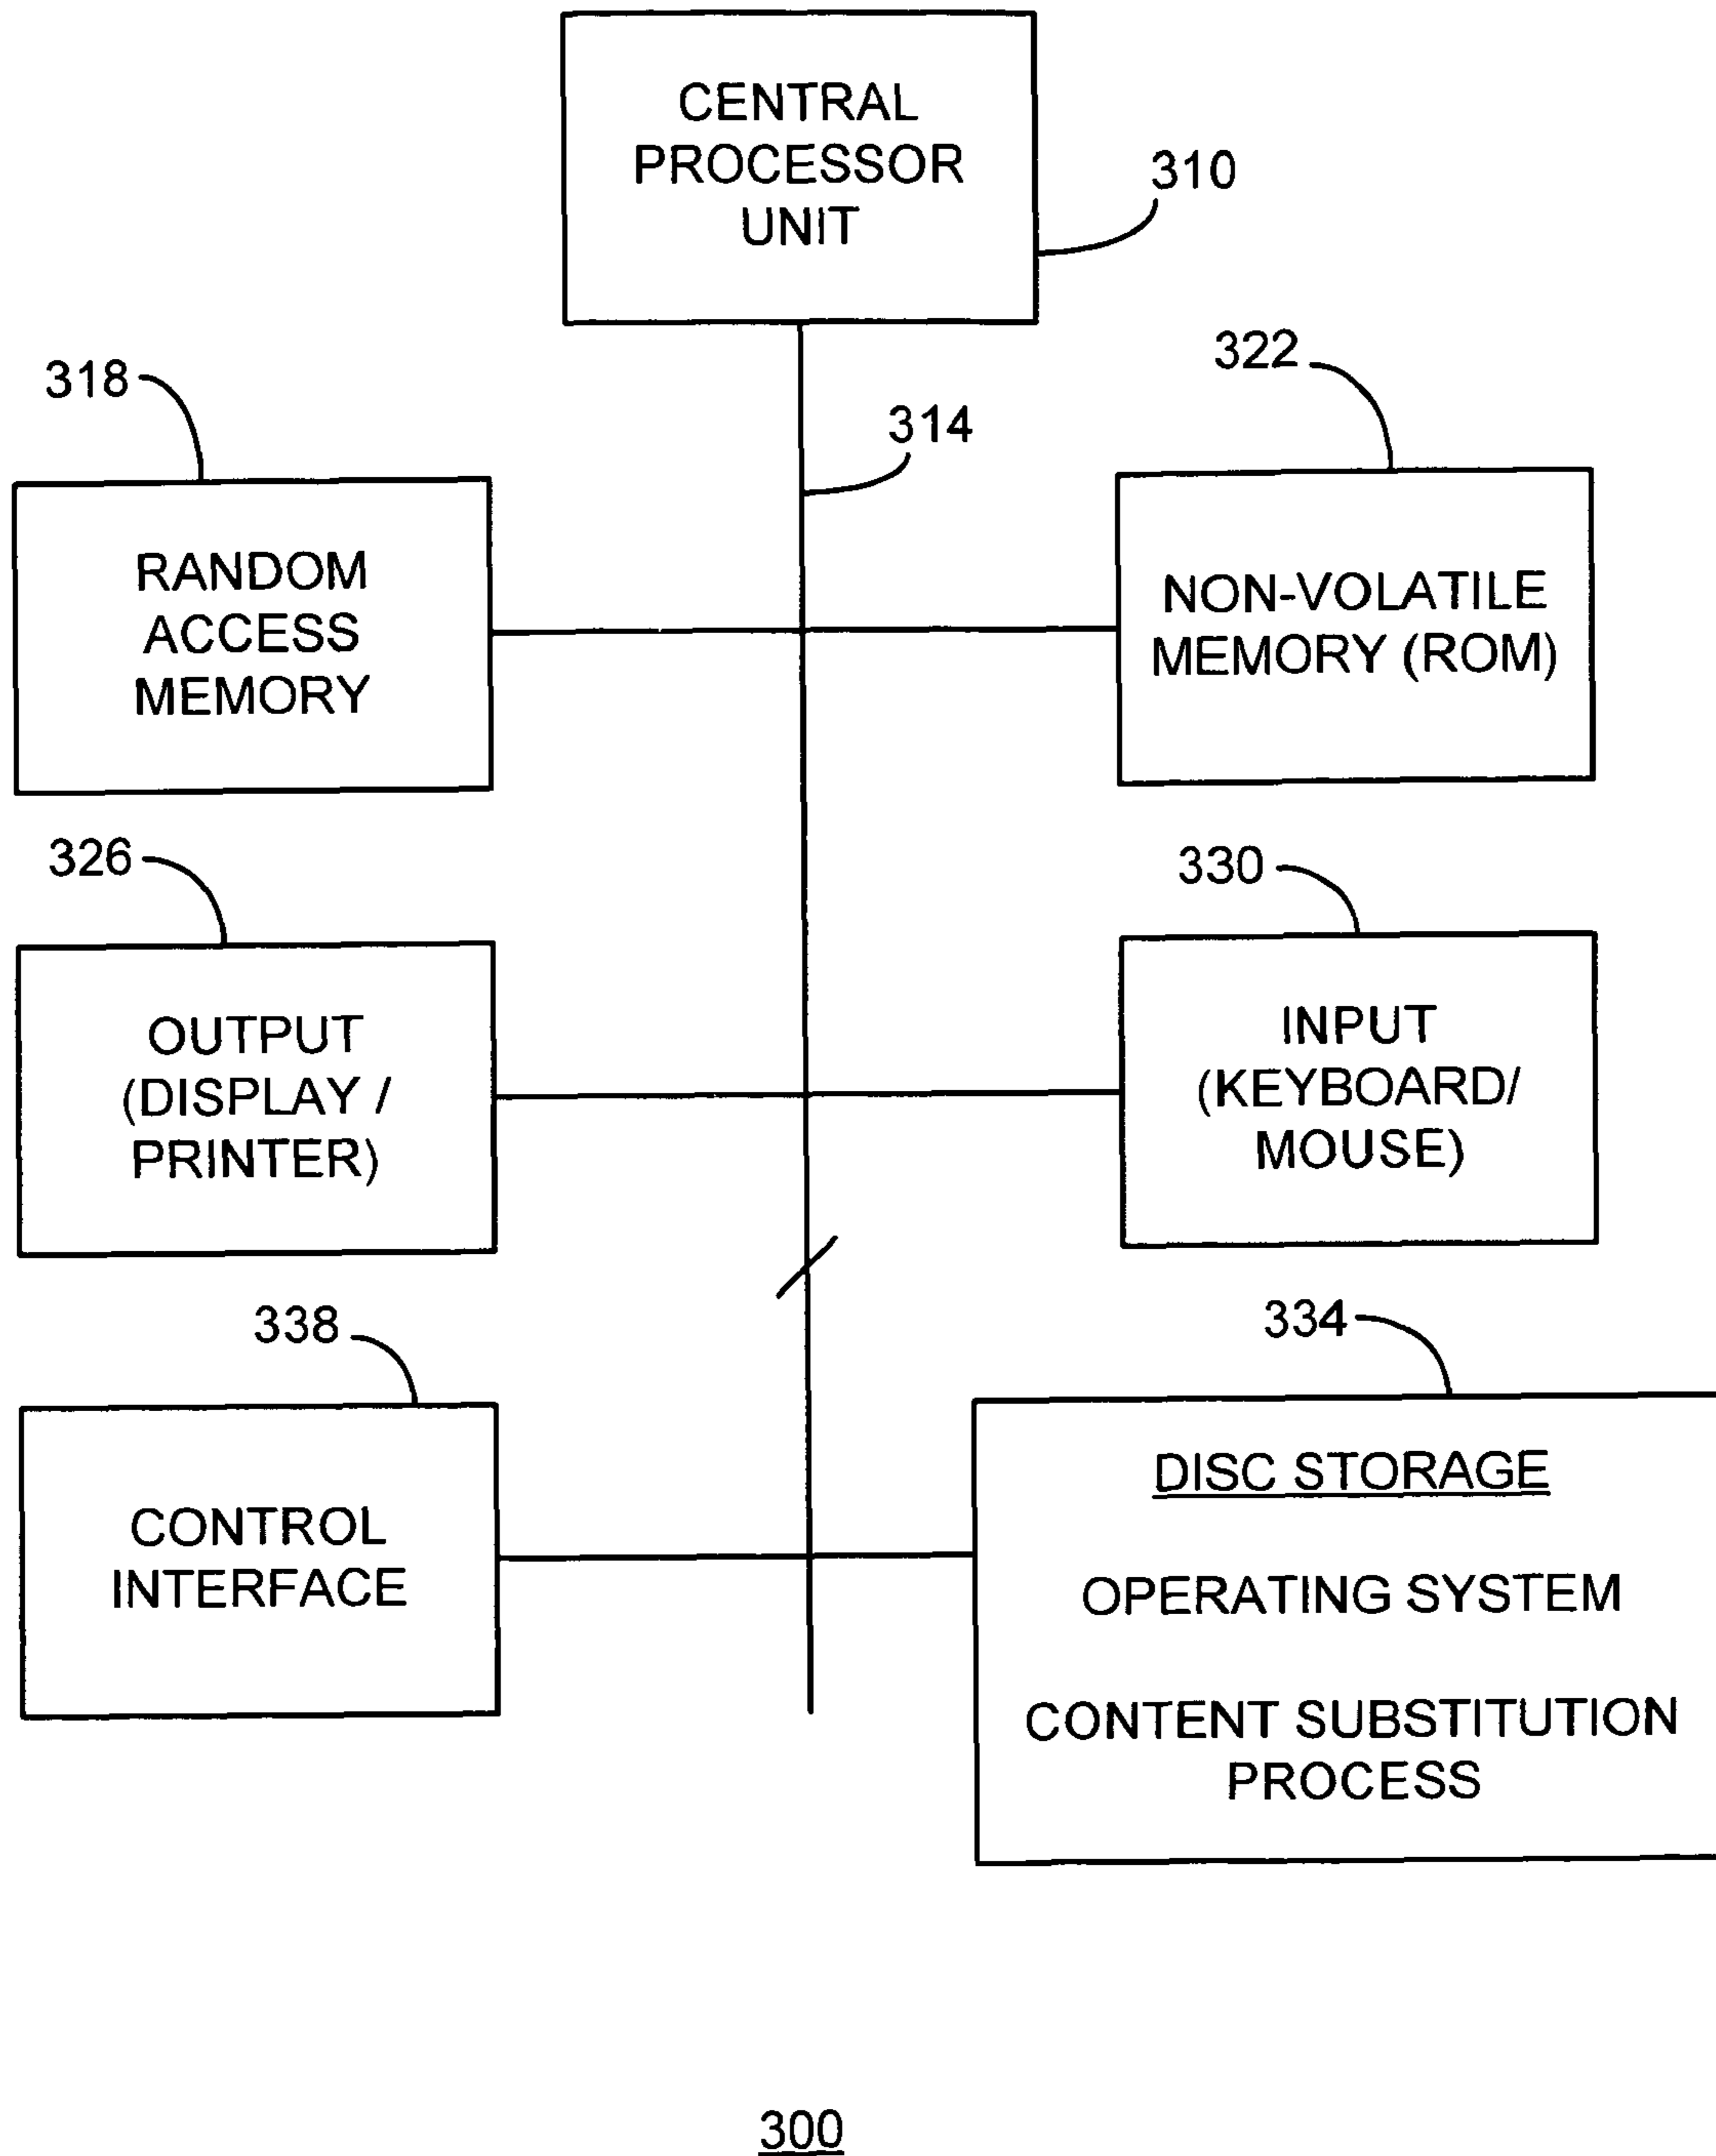 CENTRAL
PROCESSOR
UNIT
310
318
314
322
RANDOM
ACCESS
MEMORY
NON-VOLATILE
MEMORY (ROM)
326
330
OUTPUT
(DISPLAY /
PRINTER)
INPUT
(KEYBOARD/
MOUSE)
338
334
CONTROL
INTERFACE
DISC STORAGE
OPERATING SYSTEM
CONTENT SUBSTITUTION
PROCESS
300